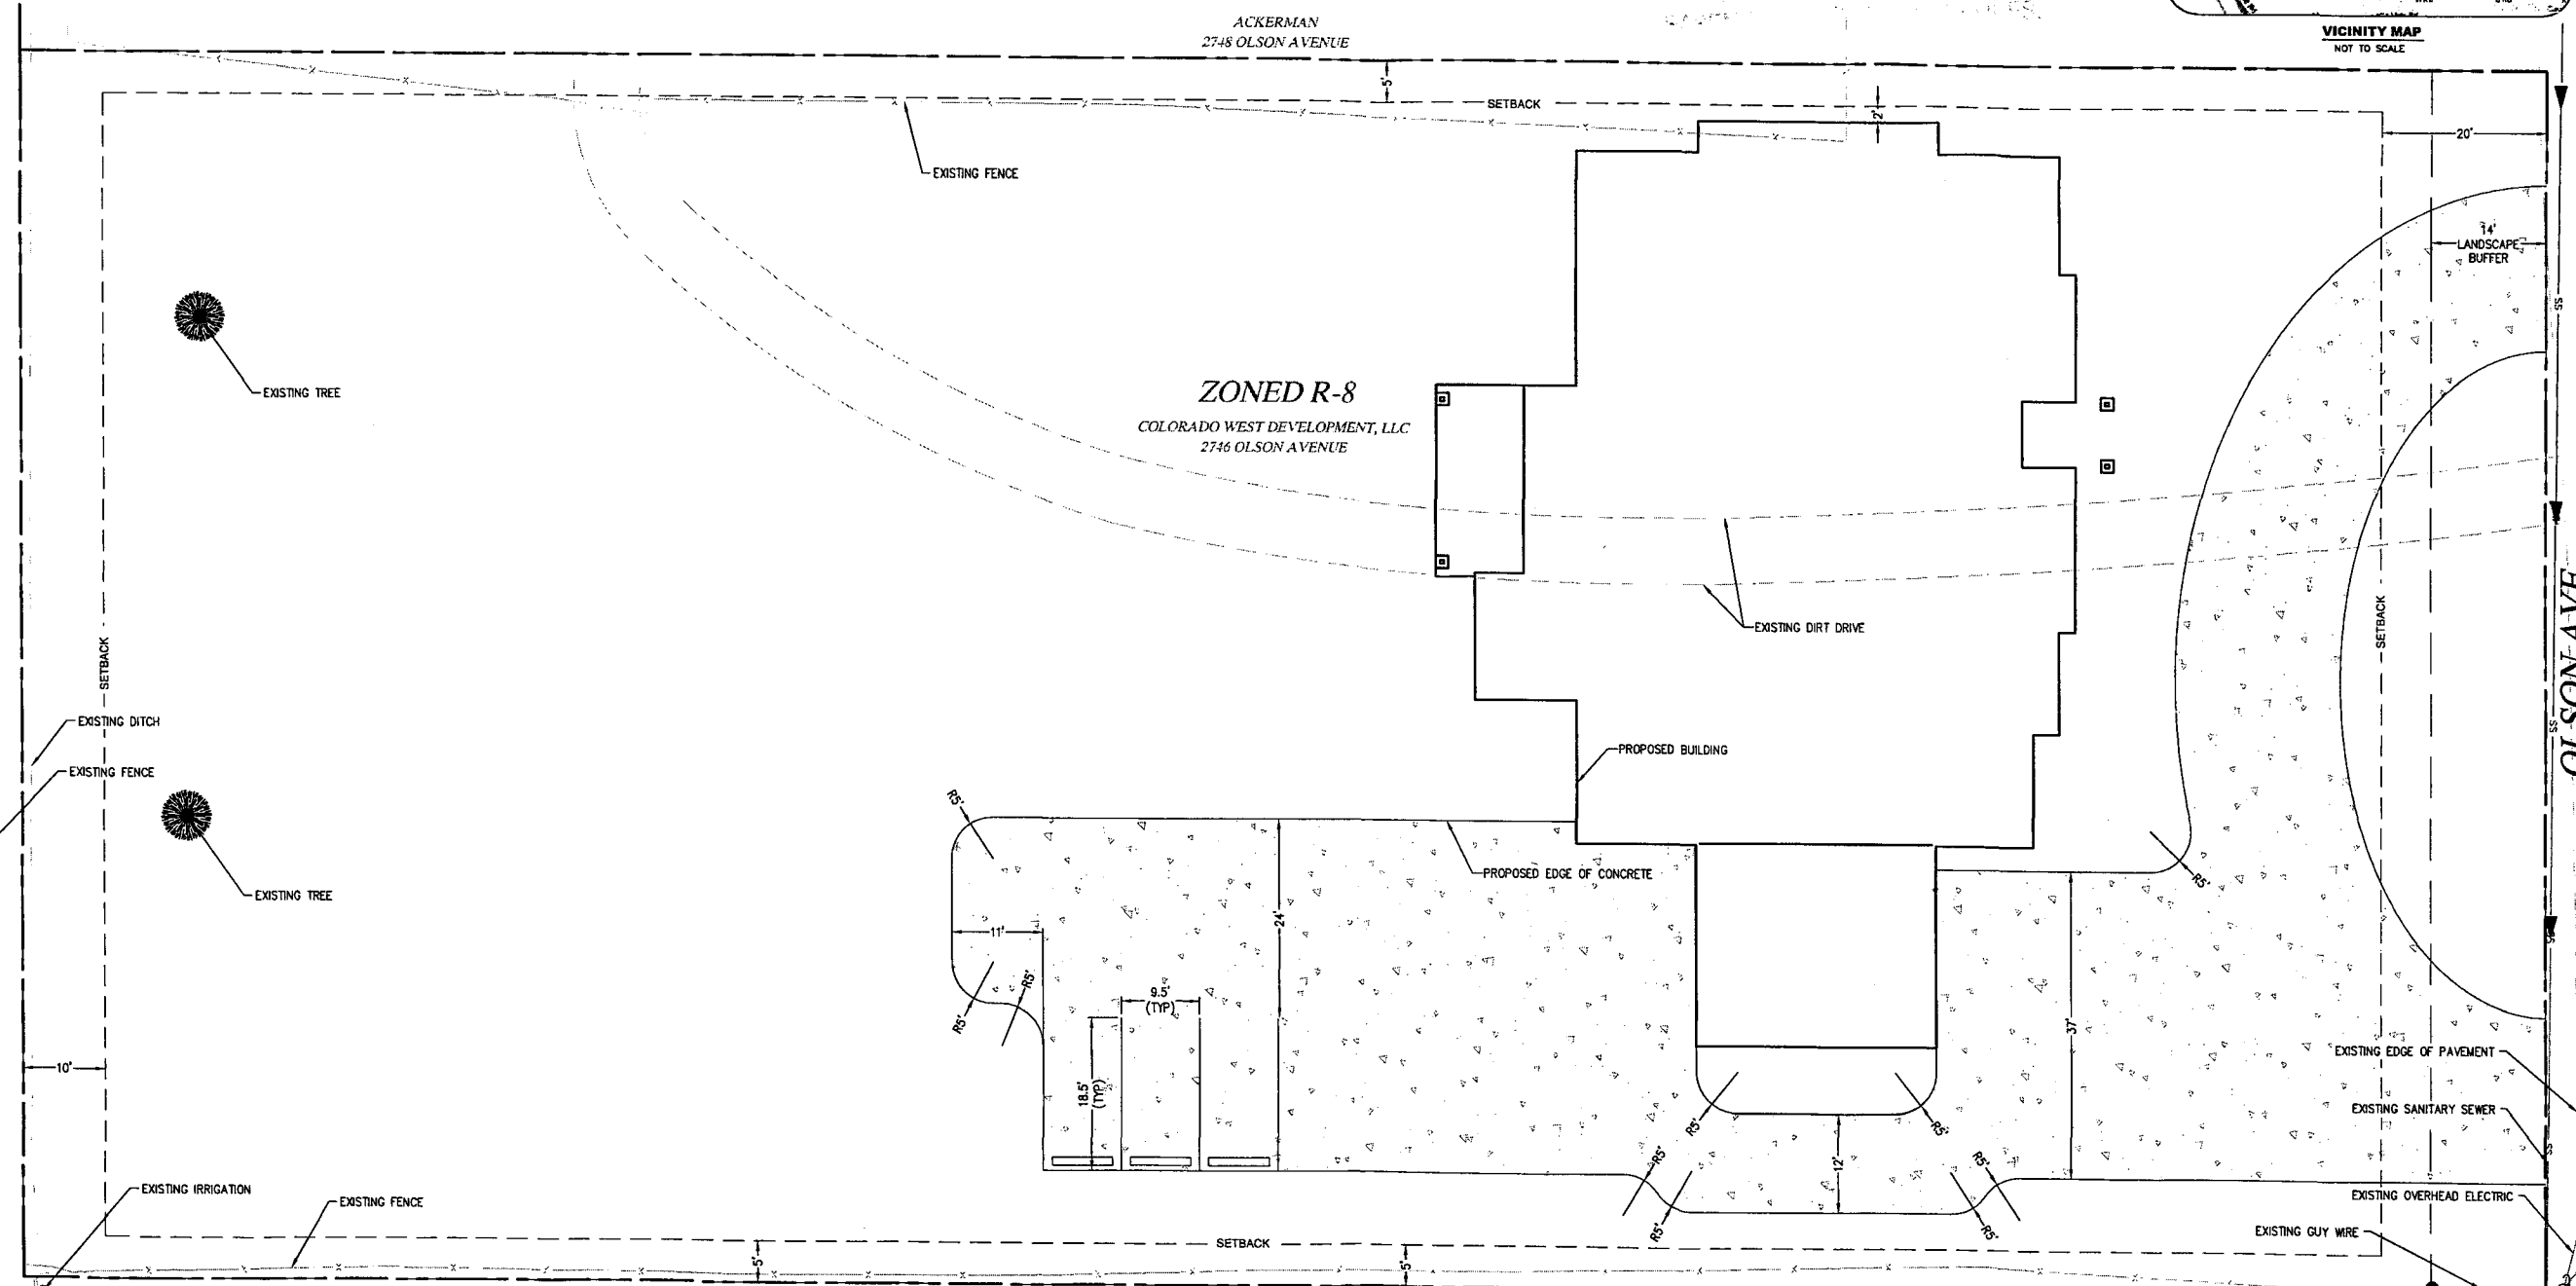 ACKERMAN
2748 OLSON AVENUE
VICINITY MAP
NOT TO SCALE
5'
SETBACK
2'
20'
EXISTING FENCE
14'
LANDSCAPE
BUFFER
SS
EXISTING TREE
ZONED R-8
COLORADO WEST DEVELOPMENT, LLC
2746 OLSON AVENUE
EXISTING DIRT DRIVE
SETBACK
SETBACK
OLSON AVE
SS
EXISTING DITCH
EXISTING FENCE
PROPOSED BUILDING
R5'
PROPOSED EDGE OF CONCRETE
R5'
EXISTING TREE
11'
24'
R5'
R5'
9.5'
(TYP)
37'
10'
18.5'
(TYP)
EXISTING EDGE OF PAVEMENT
R5'
R5'
EXISTING SANITARY SEWER
SS
R5'
12'
R5'
EXISTING IRRIGATION
EXISTING FENCE
EXISTING OVERHEAD ELECTRIC
R5'
R5'
EXISTING GUY WIRE
5'
SETBACK
5'